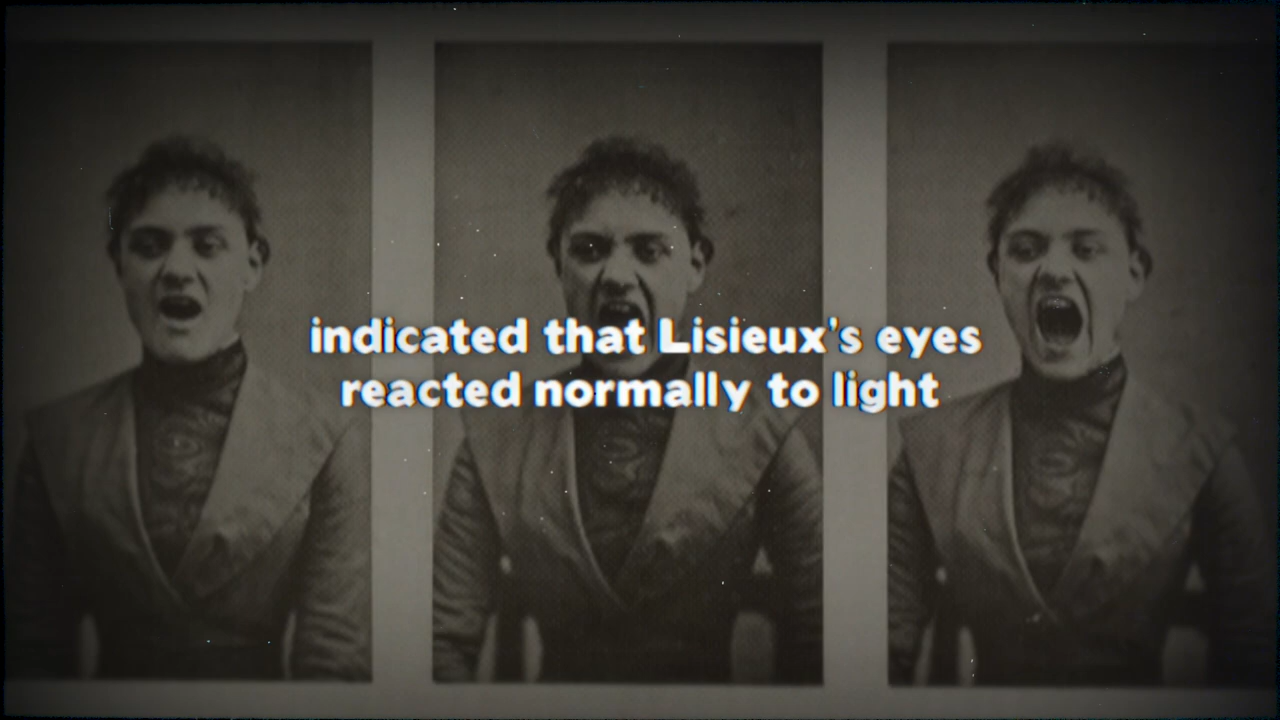 indicated that Lisieux's eyes
reacted normally to light